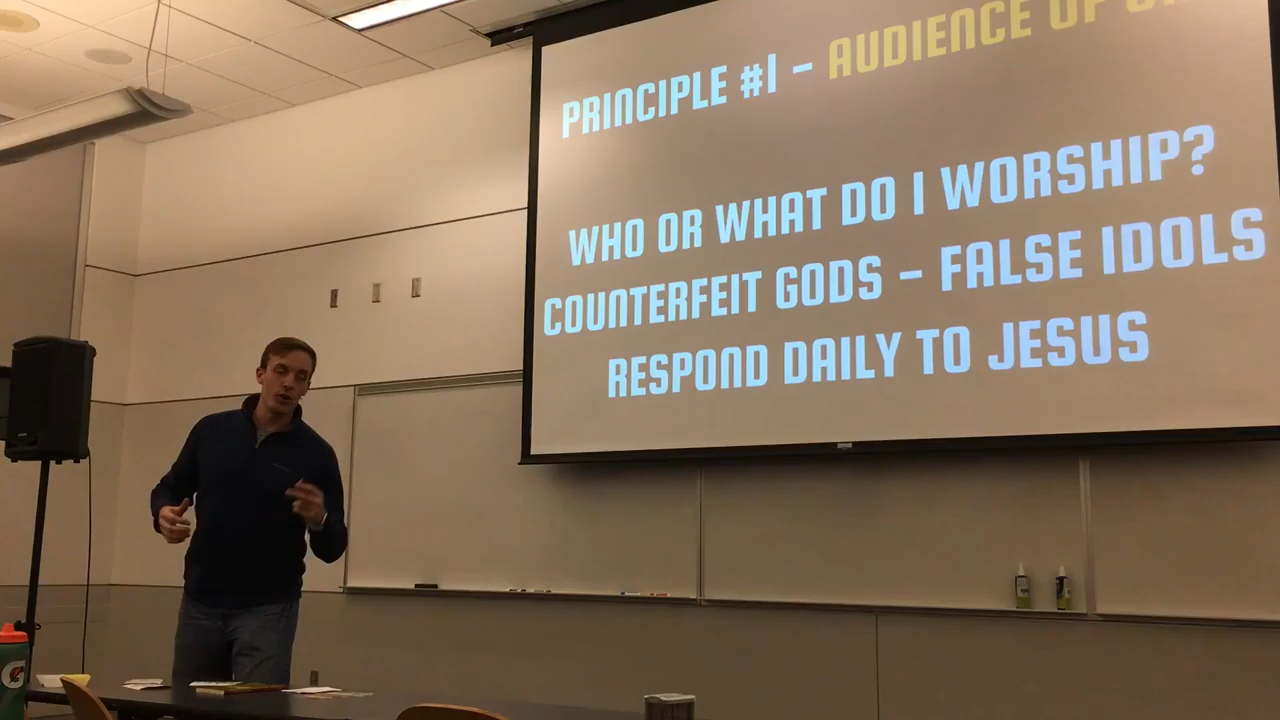 PRINCIPLE #1 - AUDIENCE OF
WHO OR WHAT DO I WORSHIP?
COUNTERFEIT GODS - FALSE IDOLS
RESPOND DAILY TO JESUS